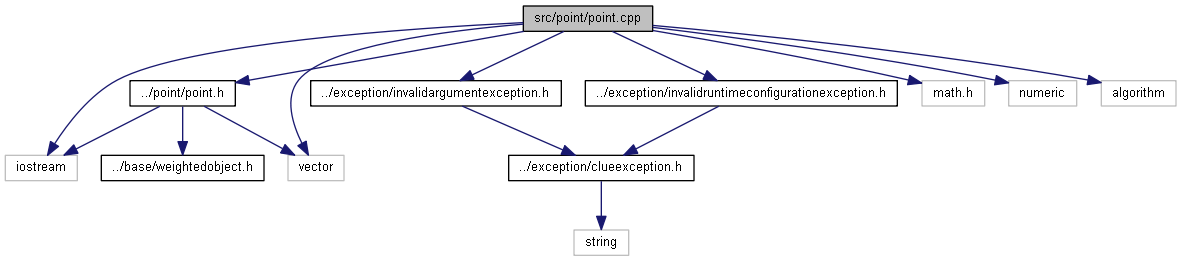 src/point/point.cpp
../point/point.h
../exception/invalidargumentexception.h
../exception/invalidruntimeconfigurationexception.h
math.h
numeric
algorithm
iostream
../base/weightedobject.h
vector
../exception/clueexception.h
string